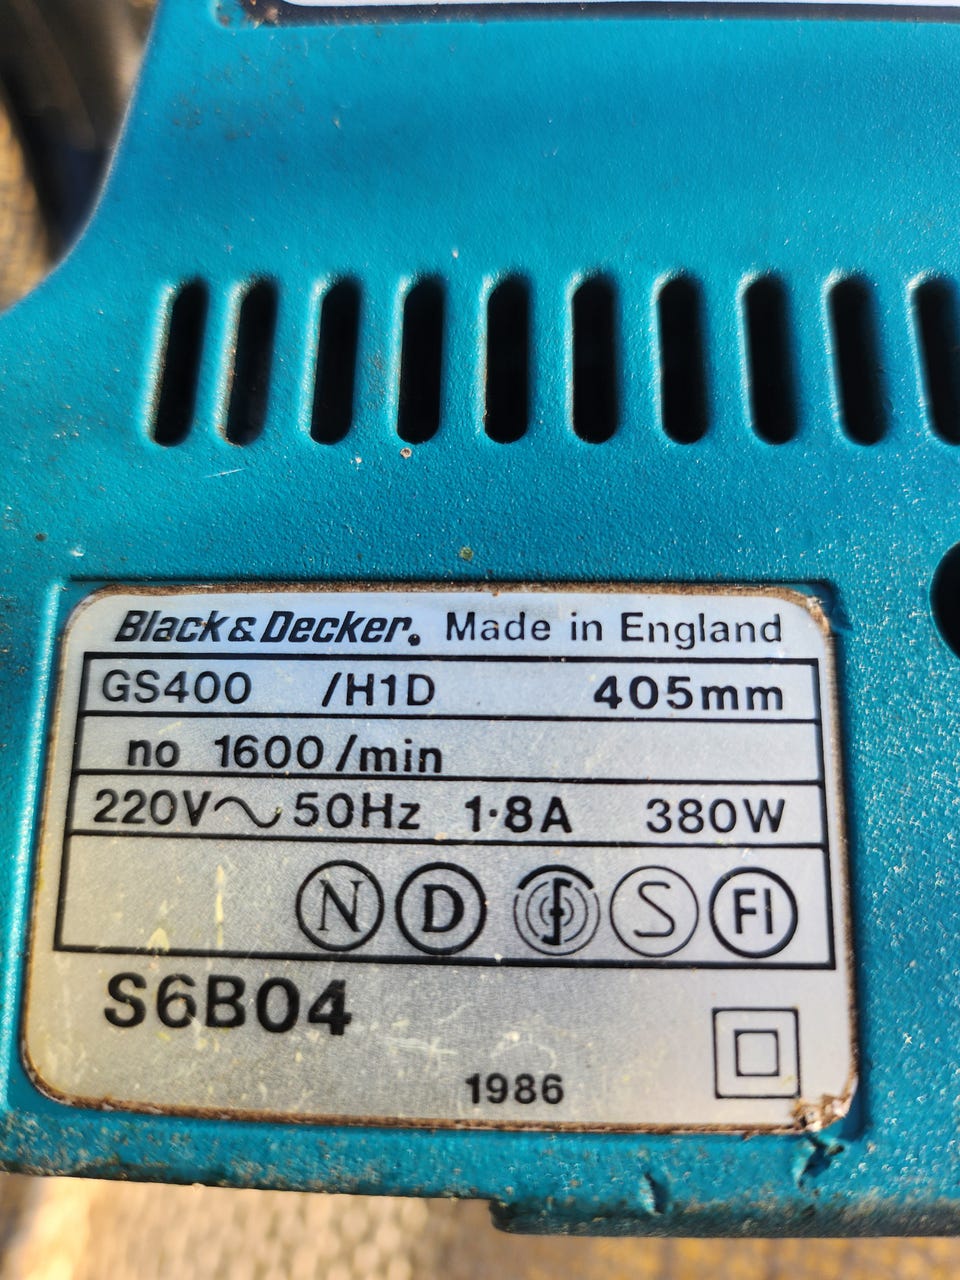 Black & Decker. Made in England
GS400 /H1D 405mm
no 1600/min
220V~ 50Hz 1·8A 380W
N D S FI
S6B04
1986